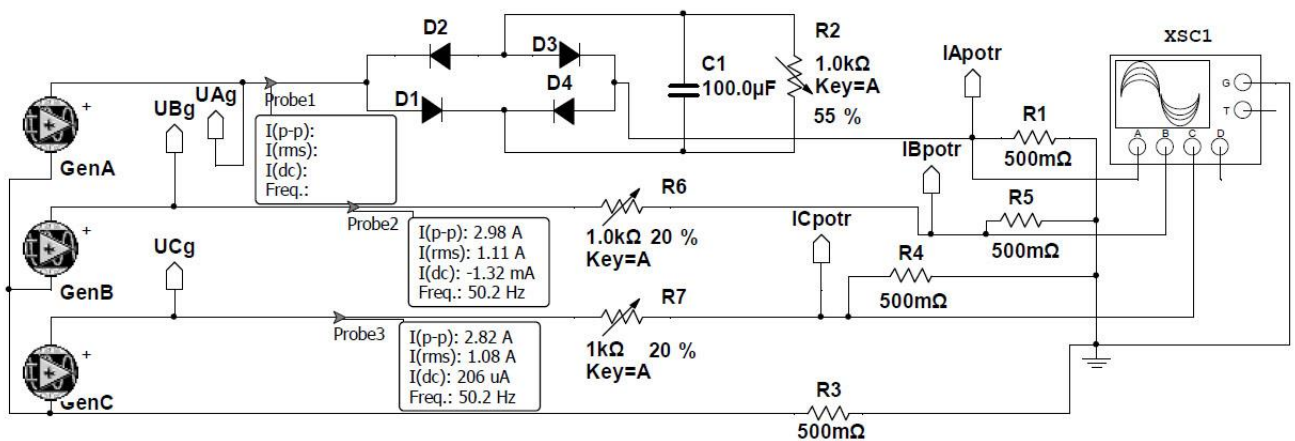 D2
D3
D1
D4
C1
100.0µF
R2
1.0kΩ
Key=A
55 %
IApotr
R1
500mΩ
XSC1
G
T
A B C D
UBg
UAg
Probe1
I(p-p):
I(rms):
I(dc):
Freq.:
+
GenA
IBpotr
R5
500mΩ
R6
1.0kΩ 20 %
Key=A
Probe2
I(p-p): 2.98 A
I(rms): 1.11 A
I(dc): -1.32 mA
Freq.: 50.2 Hz
+
GenB
UCg
ICpotr
R4
500mΩ
R7
1kΩ 20 %
Key=A
Probe3
I(p-p): 2.82 A
I(rms): 1.08 A
I(dc): 206 uA
Freq.: 50.2 Hz
+
GenC
R3
500mΩ